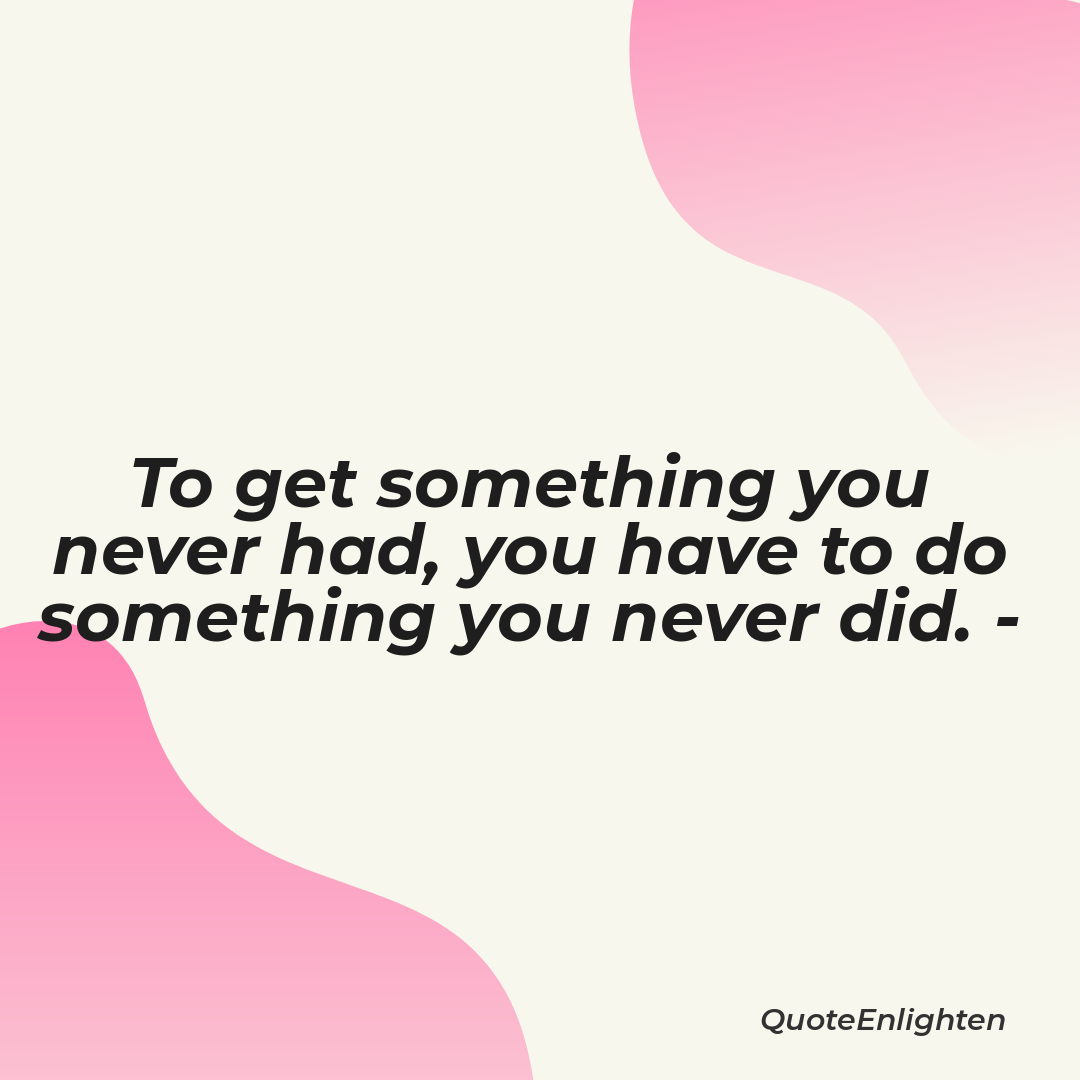 To get something you
never had, you have to do
something you never did. -
QuoteEnlighten